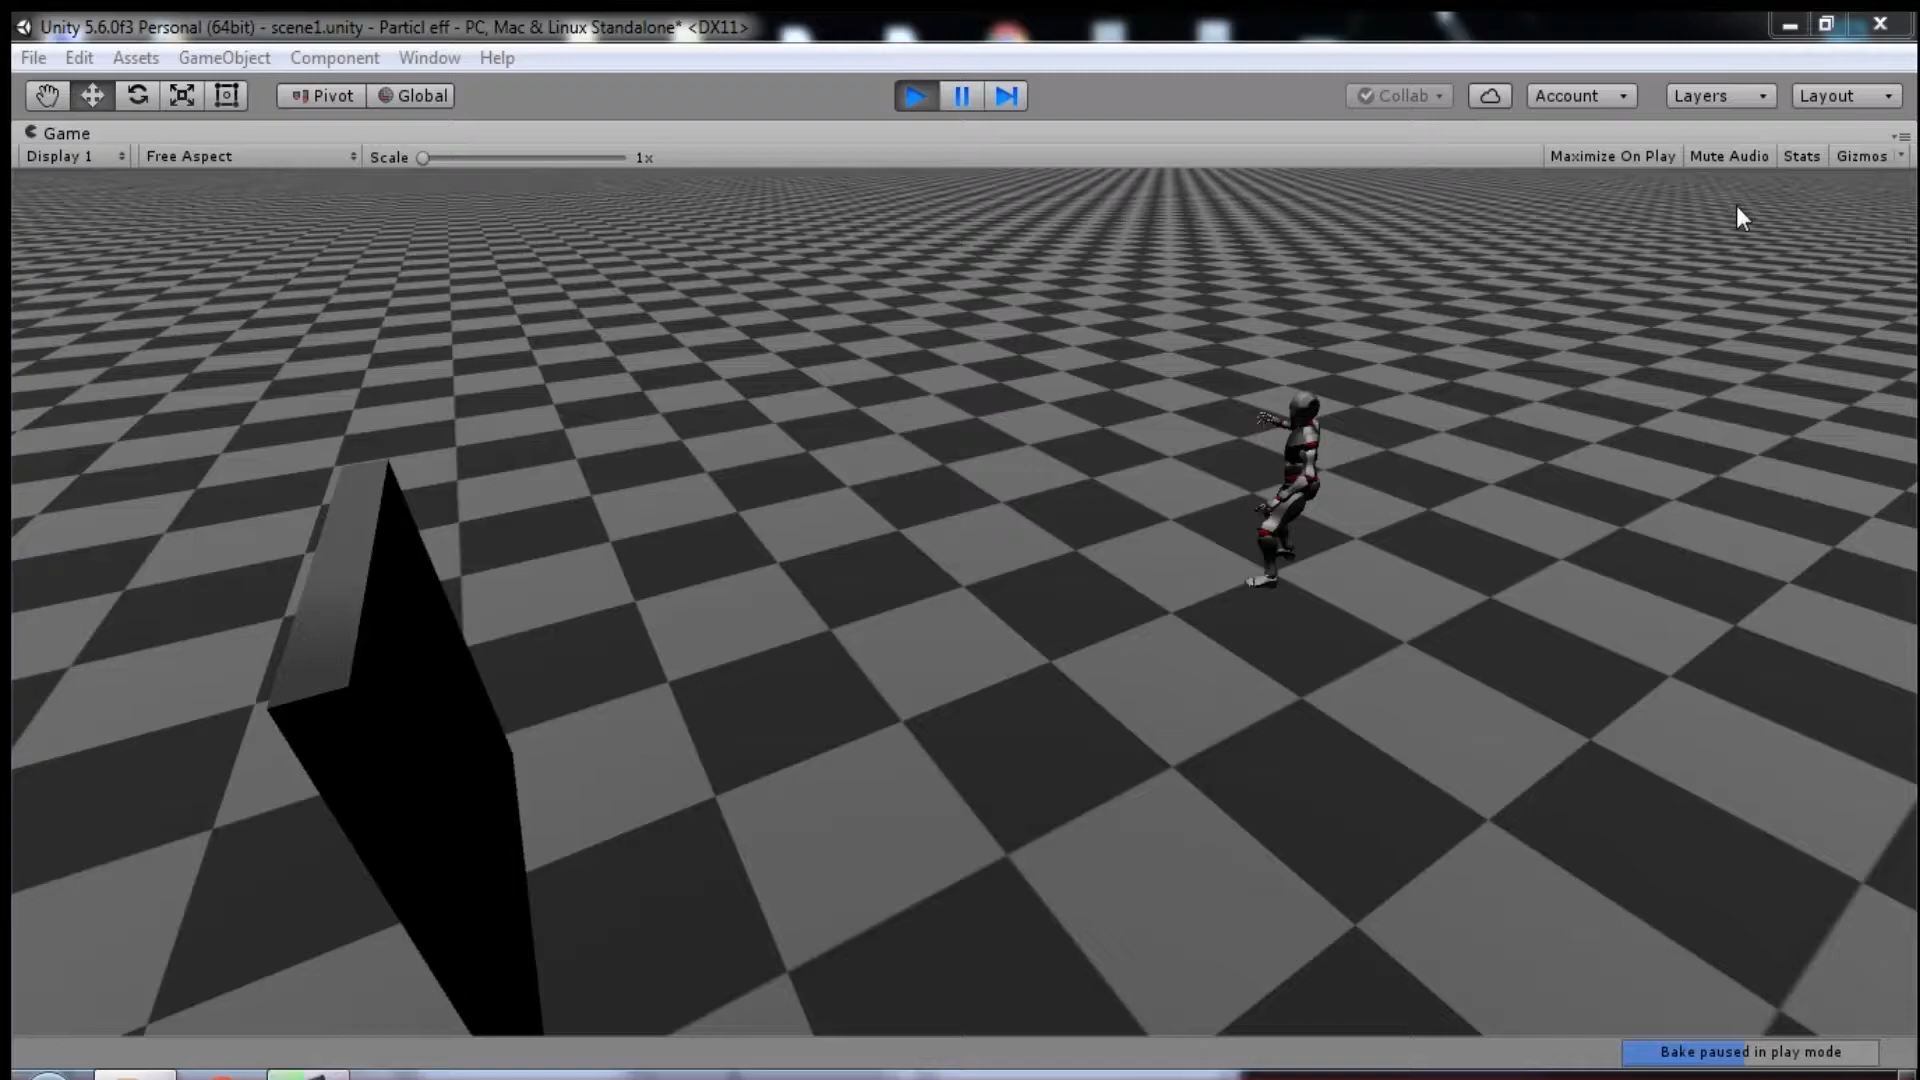 Unity 5.6.0f3 Personal (64bit) - scene1.unity - Particl eff - PC, Mac & Linux Standalone* <DX11>
File Edit Assets GameObject Component Window Help
Pivot Global Collab Account Layers Layout
Game
Display 1 Free Aspect Scale 1x Maximize On Play Mute Audio Stats Gizmos
Bake paused in play mode